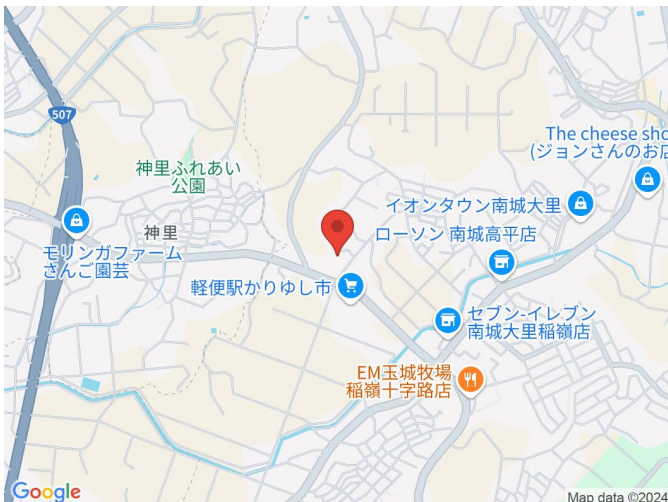 507
The cheese sho
(ジョンさんのお店
神里ふれあい
公園
イオンタウン南城大里
神里
ローソン 南城高平店
モリンガファーム
さんご園芸
軽便駅かりゆし市
セブン-イレブン
南城大里稲嶺店
EM玉城牧場
稲嶺十字路店
Google
Map data ©2024